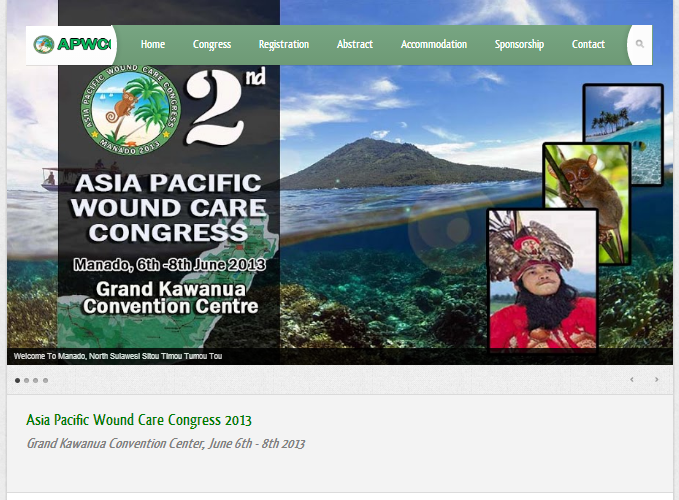 APWC
Home Congress Registration Abstract Accommodation Sponsorship Contact
ASIA PACIFIC WOUND CARE CONGRESS
MANADO 2013
2nd
ASIA PACIFIC
WOUND CARE
CONGRESS
Manado, 6th -8th June 2013
Grand Kawanua
Convention Centre
Welcome To Manado, North Sulawesi Sitou Timou Tumou Tou
Asia Pacific Wound Care Congress 2013
Grand Kawanua Convention Center, June 6th - 8th 2013